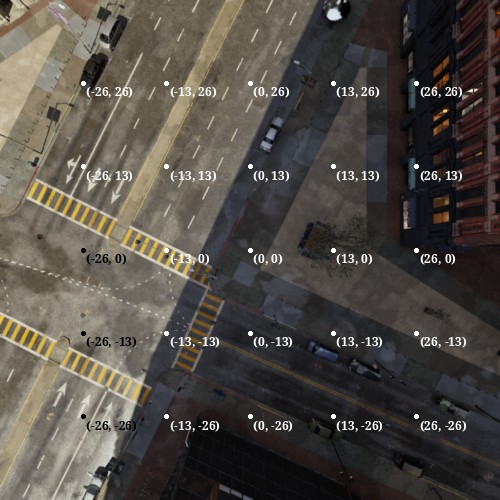 (-26, 26) (-13, 26) (0, 26) (13, 26) (26, 26)
(-26, 13) (-13, 13) (0, 13) (13, 13) (26, 13)
(-26, 0) (-13, 0) (0, 0) (13, 0) (26, 0)
(-26, -13) (-13, -13) (0, -13) (13, -13) (26, -13)
(-26, -26) (-13, -26) (0, -26) (13, -26) (26, -26)